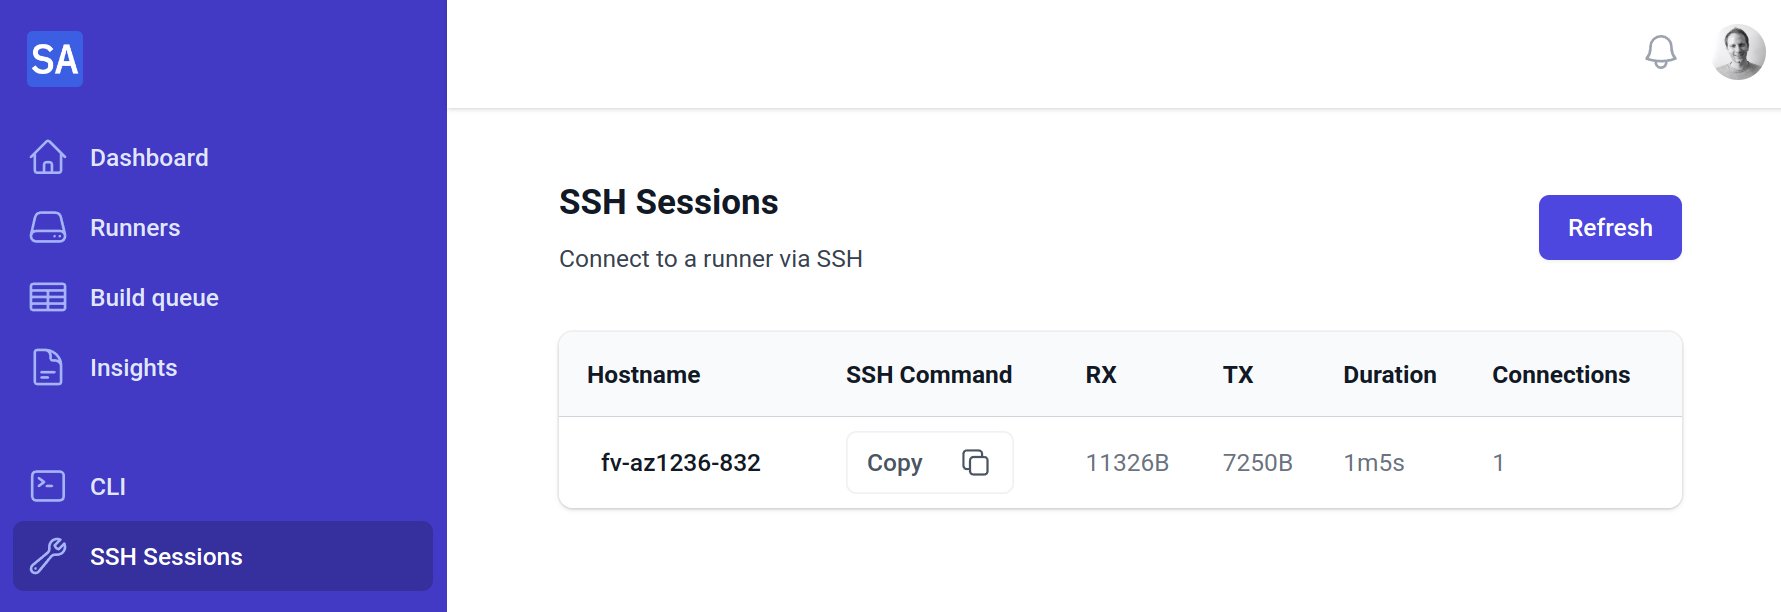 SA
Dashboard
Runners
Build queue
Insights
CLI
SSH Sessions
SSH Sessions
Connect to a runner via SSH
Refresh
Hostname SSH Command RX TX Duration Connections
fv-az1236-832 Copy 11326B 7250B 1m5s 1